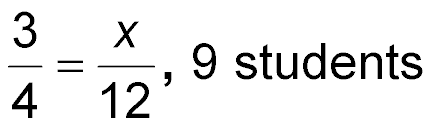 3/4 = x/12, 9 students